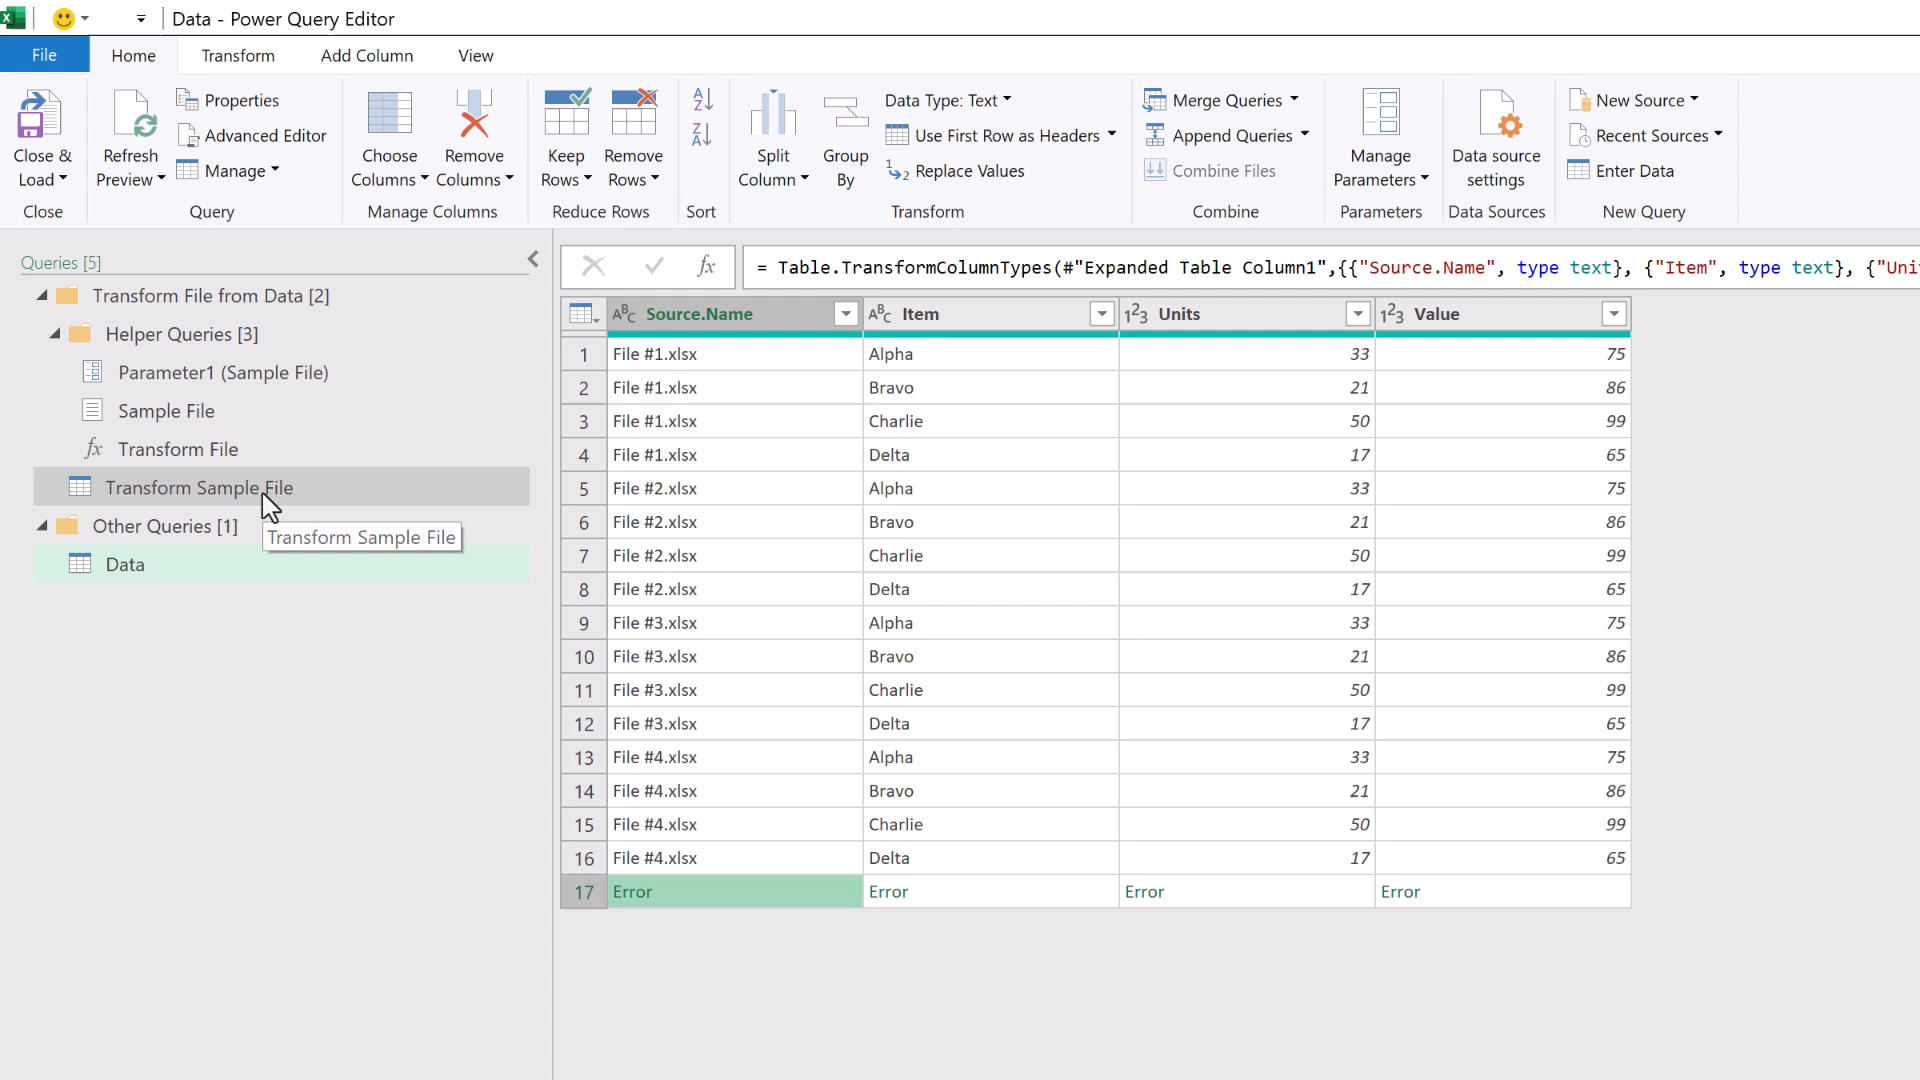 Data - Power Query Editor
File
Home
Transform
Add Column
View
Close &
Load
Close
Refresh
Preview
Properties
Advanced Editor
Manage
Query
Choose
Columns
Remove
Columns
Manage Columns
Keep
Rows
Remove
Rows
Reduce Rows
Sort
Split
Column
Group
By
Data Type: Text
Use First Row as Headers
Replace Values
Transform
Merge Queries
Append Queries
Combine Files
Combine
Manage
Parameters
Parameters
Data source
settings
Data Sources
New Source
Recent Sources
Enter Data
New Query
Queries [5]
Transform File from Data [2]
Helper Queries [3]
Parameter1 (Sample File)
Sample File
fx Transform File
Transform Sample File
Other Queries [1]
Transform Sample File
Data
fx
= Table.TransformColumnTypes(#"Expanded Table Column1",{{"Source.Name", type text}, {"Item", type text}, {"Uni
ABC Source.Name ABC Item 123 Units 123 Value
1 File #1.xlsx Alpha 33 75
2 File #1.xlsx Bravo 21 86
3 File #1.xlsx Charlie 50 99
4 File #1.xlsx Delta 17 65
5 File #2.xlsx Alpha 33 75
6 File #2.xlsx Bravo 21 86
7 File #2.xlsx Charlie 50 99
8 File #2.xlsx Delta 17 65
9 File #3.xlsx Alpha 33 75
10 File #3.xlsx Bravo 21 86
11 File #3.xlsx Charlie 50 99
12 File #3.xlsx Delta 17 65
13 File #4.xlsx Alpha 33 75
14 File #4.xlsx Bravo 21 86
15 File #4.xlsx Charlie 50 99
16 File #4.xlsx Delta 17 65
17 Error Error Error Error